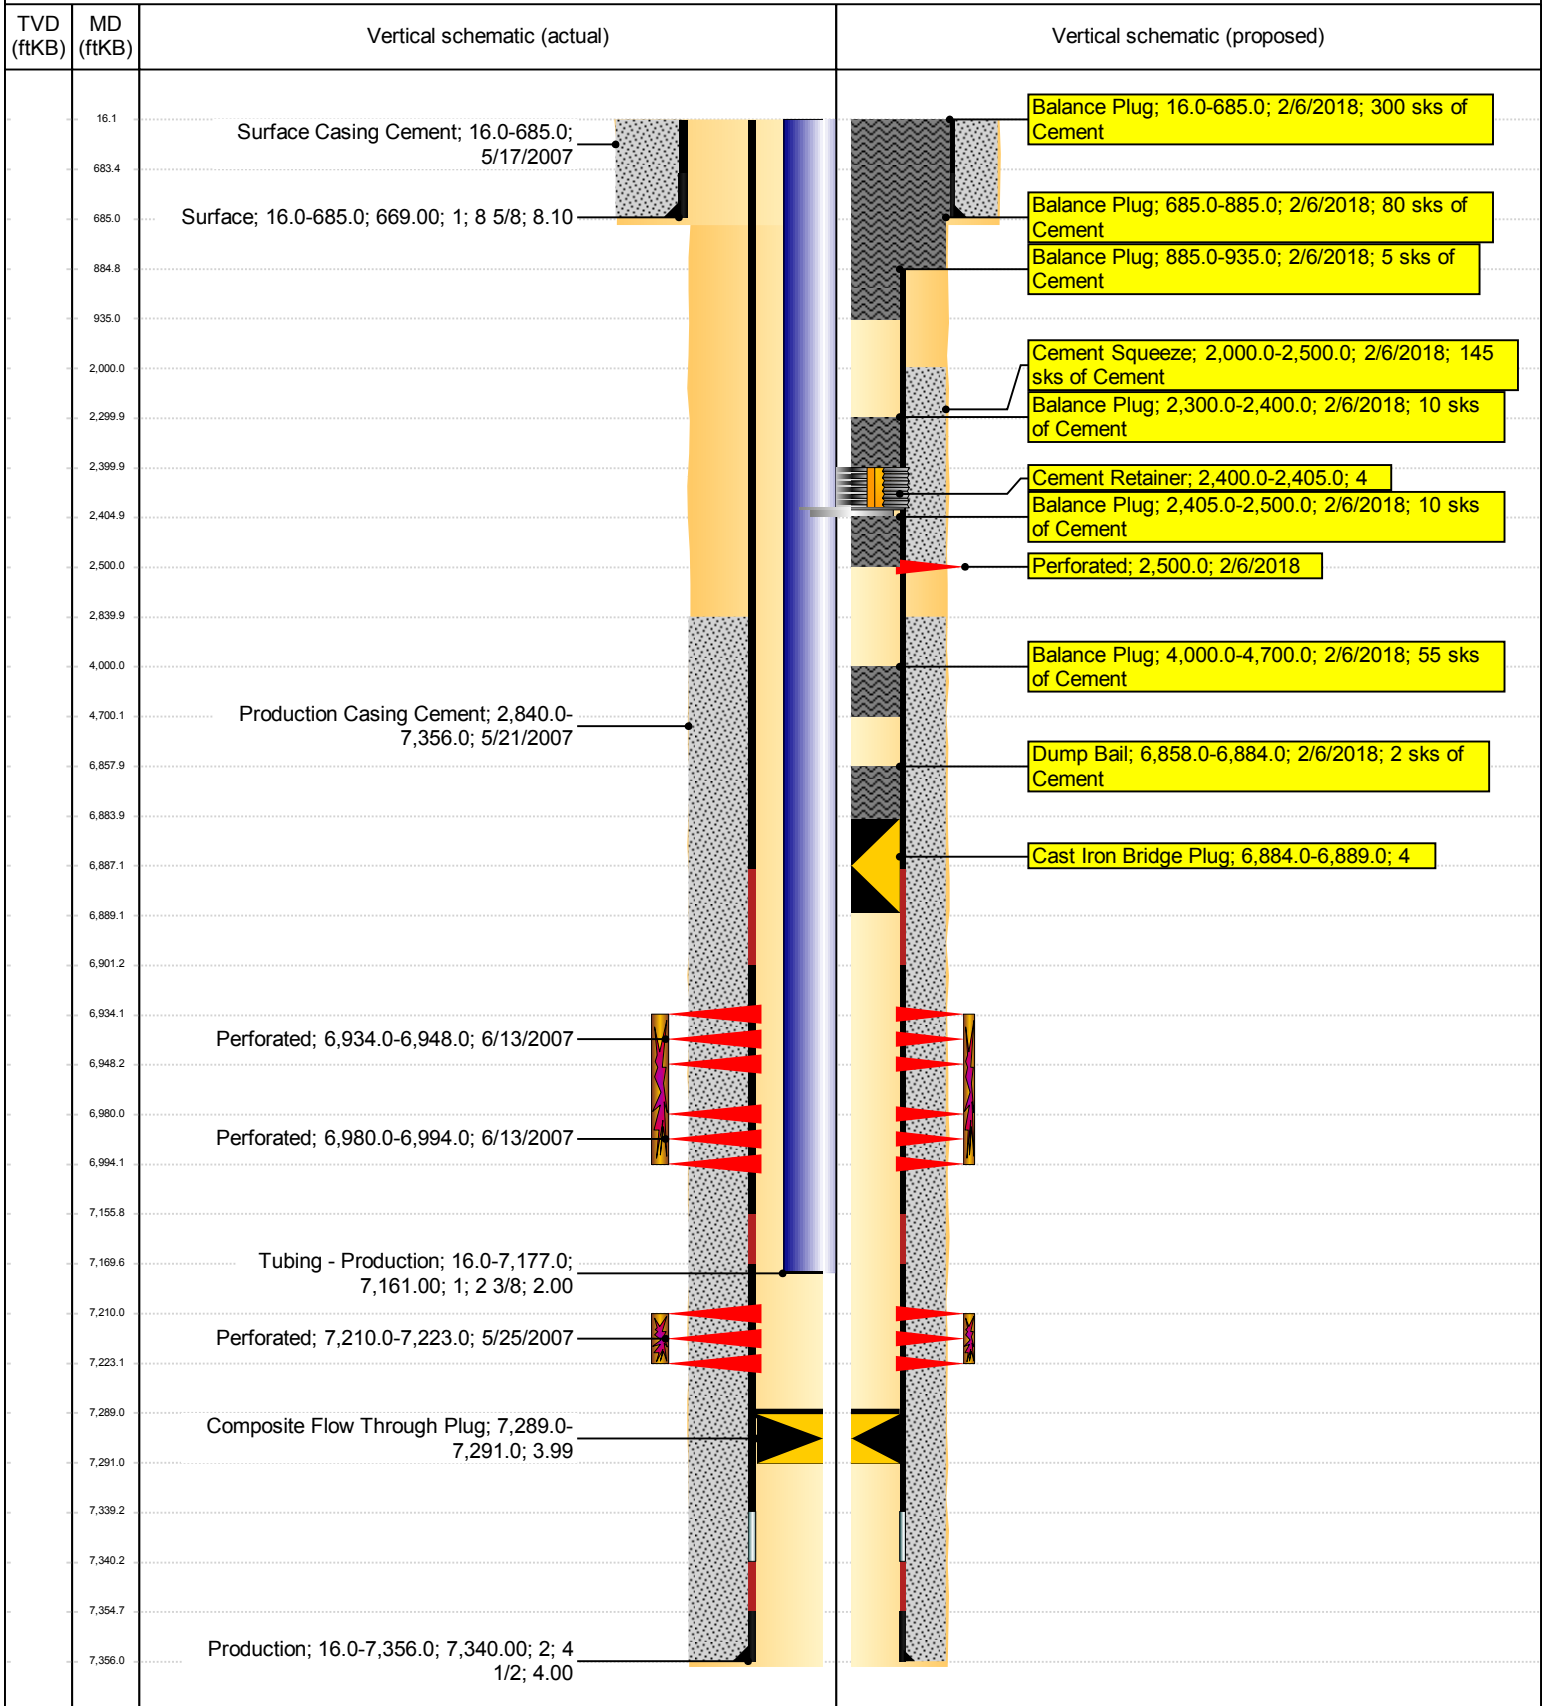 TVD
(ftKB)
MD
(ftKB)
Vertical schematic (actual)
Vertical schematic (proposed)
16.1
683.4
685.0
884.8
935.0
2,000.0
2,299.9
2,399.9
2,404.9
2,500.0
2,839.9
4,000.0
4,700.1
6,857.9
6,883.9
6,887.1
6,889.1
6,901.2
6,934.1
6,948.2
6,980.0
6,994.1
7,155.8
7,169.6
7,210.0
7,223.1
7,289.0
7,291.0
7,339.2
7,340.2
7,354.7
7,356.0
Surface Casing Cement; 16.0-685.0;
5/17/2007
Surface; 16.0-685.0; 669.00; 1; 8 5/8; 8.10
Production Casing Cement; 2,840.0-
7,356.0; 5/21/2007
Perforated; 6,934.0-6,948.0; 6/13/2007
Perforated; 6,980.0-6,994.0; 6/13/2007
Tubing - Production; 16.0-7,177.0;
7,161.00; 1; 2 3/8; 2.00
Perforated; 7,210.0-7,223.0; 5/25/2007
Composite Flow Through Plug; 7,289.0-
7,291.0; 3.99
Production; 16.0-7,356.0; 7,340.00; 2; 4
1/2; 4.00
Balance Plug; 16.0-685.0; 2/6/2018; 300 sks of
Cement
Balance Plug; 685.0-885.0; 2/6/2018; 80 sks of
Cement
Balance Plug; 885.0-935.0; 2/6/2018; 5 sks of
Cement
Cement Squeeze; 2,000.0-2,500.0; 2/6/2018; 145
sks of Cement
Balance Plug; 2,300.0-2,400.0; 2/6/2018; 10 sks
of Cement
Cement Retainer; 2,400.0-2,405.0; 4
Balance Plug; 2,405.0-2,500.0; 2/6/2018; 10 sks
of Cement
Perforated; 2,500.0; 2/6/2018
Balance Plug; 4,000.0-4,700.0; 2/6/2018; 55 sks
of Cement
Dump Bail; 6,858.0-6,884.0; 2/6/2018; 2 sks of
Cement
Cast Iron Bridge Plug; 6,884.0-6,889.0; 4